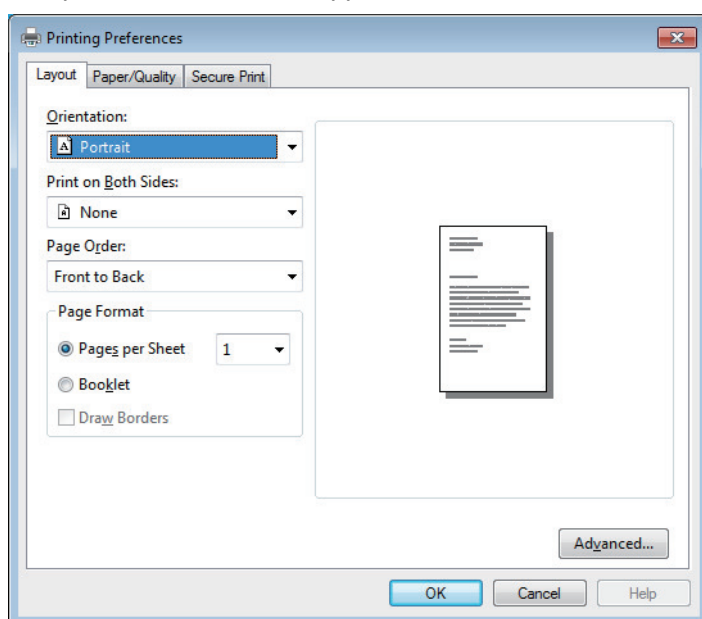 Printing Preferences
Layout Paper/Quality Secure Print
Orientation:
A Portrait
Print on Both Sides:
None
Page Order:
Front to Back
Page Format
Pages per Sheet 1
Booklet
Draw Borders
Advanced...
OK Cancel Help